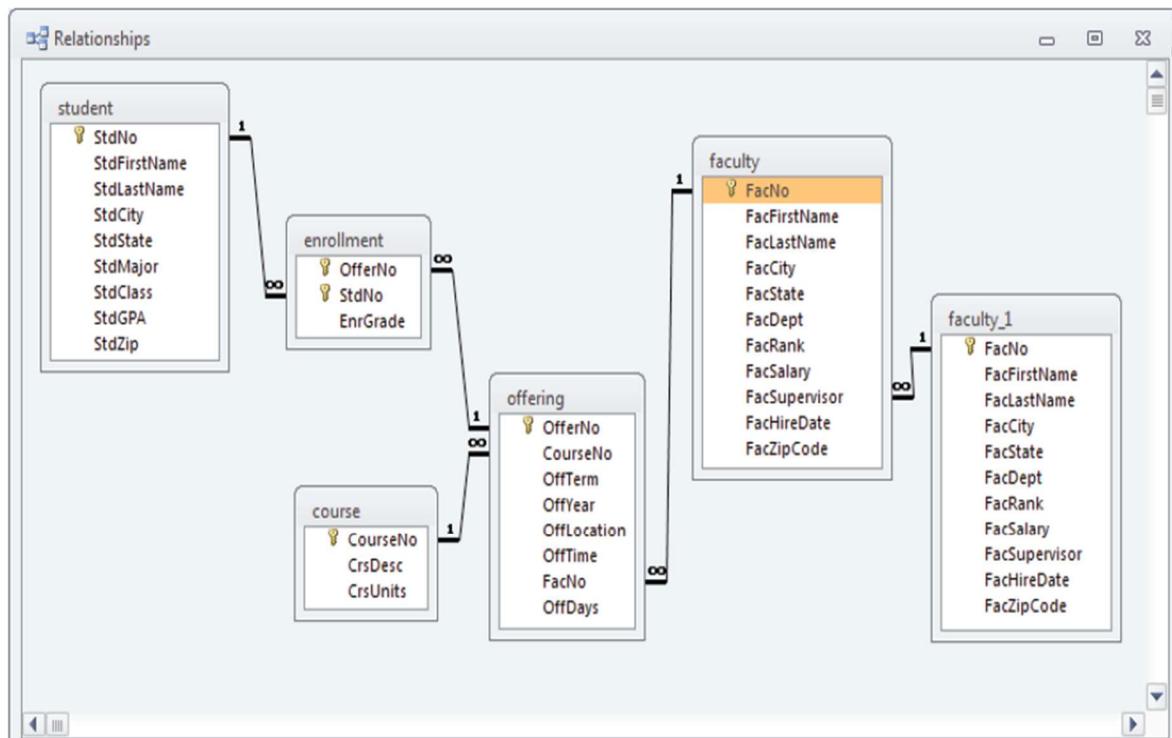 Relationships
student
StdNo
StdFirstName
StdLastName
StdCity
StdState
StdMajor
StdClass
StdGPA
StdZip
1
∞
enrollment
OfferNo
StdNo
EnrGrade
∞
1
∞
course
CourseNo
CrsDesc
CrsUnits
1
offering
OfferNo
CourseNo
OffTerm
OffYear
OffLocation
OffTime
FacNo
OffDays
∞
1
faculty
FacNo
FacFirstName
FacLastName
FacCity
FacState
FacDept
FacRank
FacSalary
FacSupervisor
FacHireDate
FacZipCode
∞
1
faculty_1
FacNo
FacFirstName
FacLastName
FacCity
FacState
FacDept
FacRank
FacSalary
FacSupervisor
FacHireDate
FacZipCode